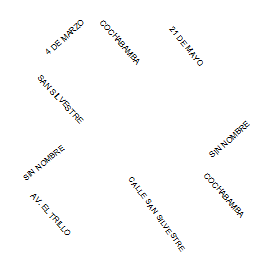 4 DE MARZO
COCHABAMBA
21 DE MAYO
SAN SILVESTRE
SIN NOMBRE
SIN NOMBRE
AV. EL TRILLO
CALLE SAN SILVESTRE
COCHABAMBA